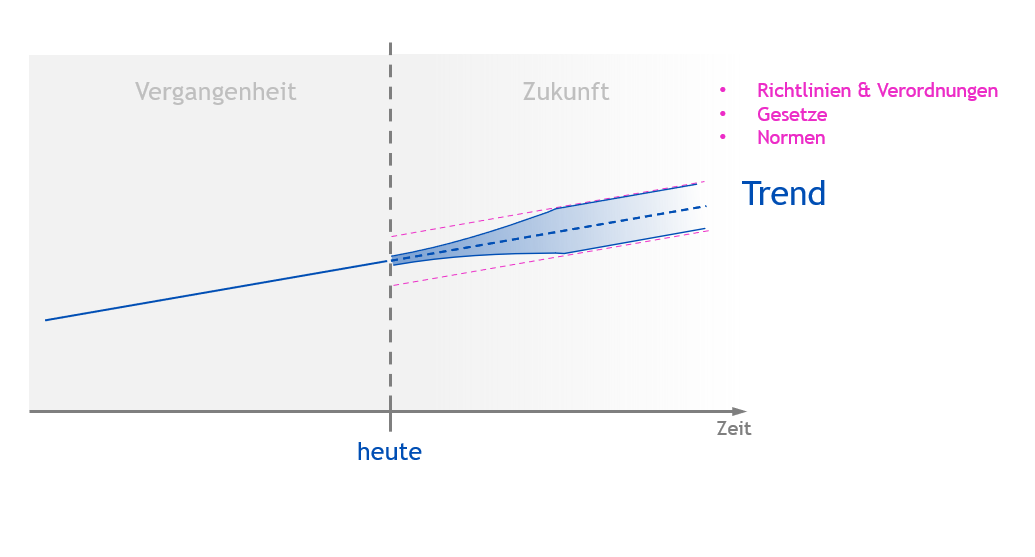 Vergangenheit
Zukunft
• Richtlinien & Verordnungen
• Gesetze
• Normen
Trend
Zeit
heute